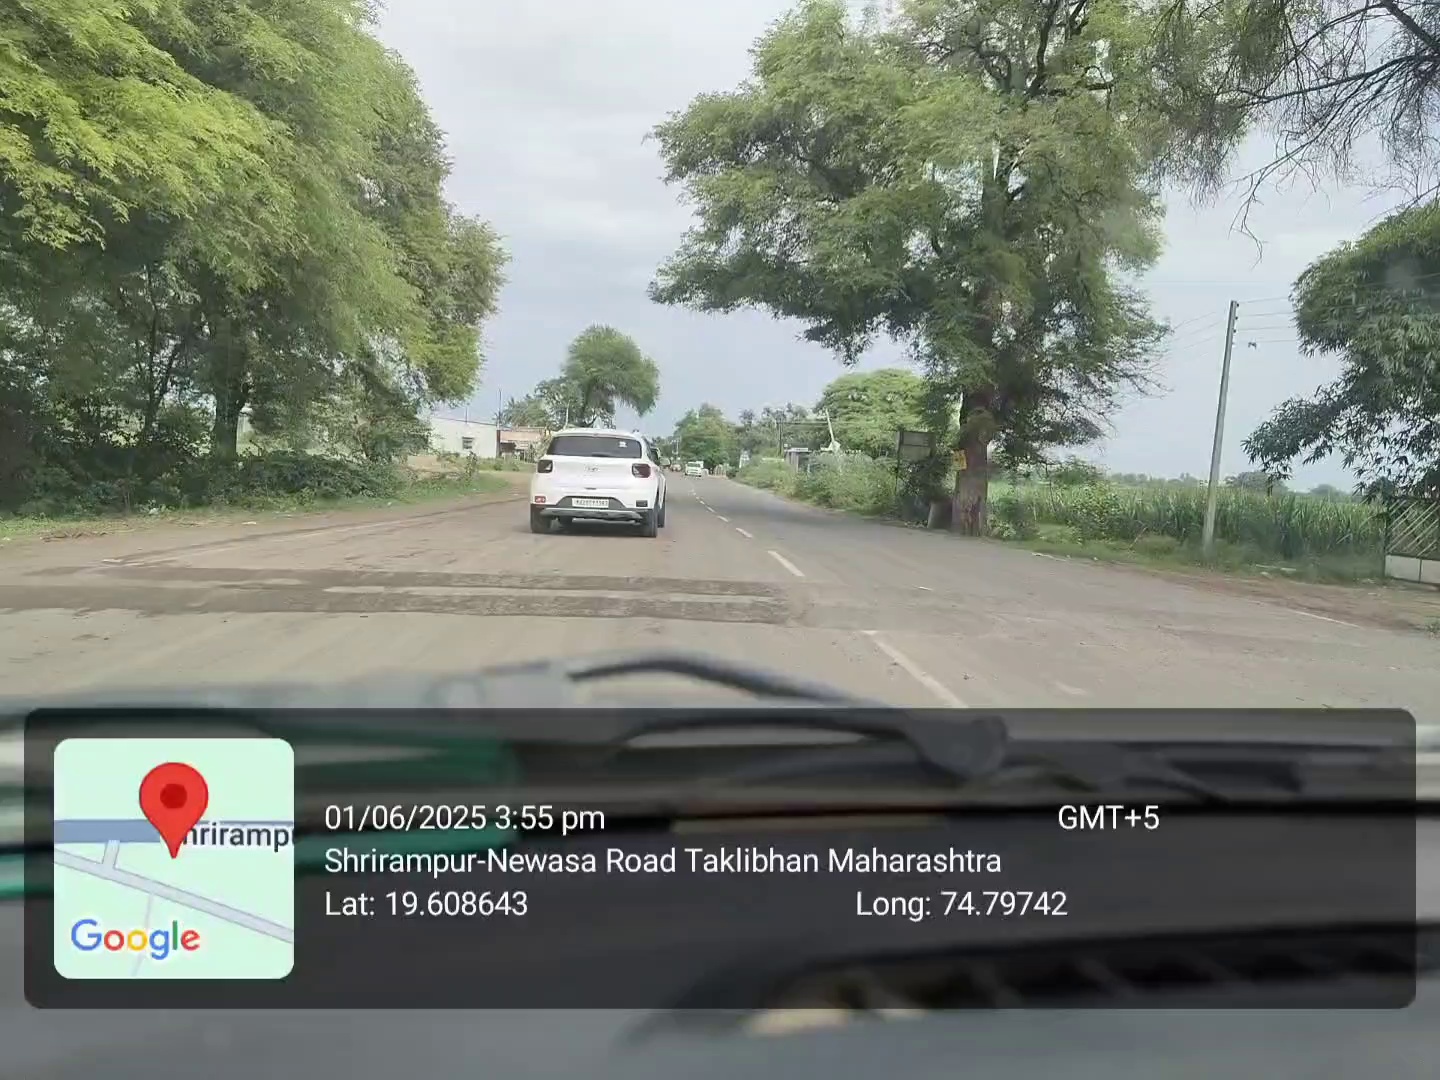 01/06/2025 3:55 pm GMT+5
Shrirampur-Newasa Road Taklibhan Maharashtra
Lat: 19.608643 Long: 74.79742
hrirampu
Google